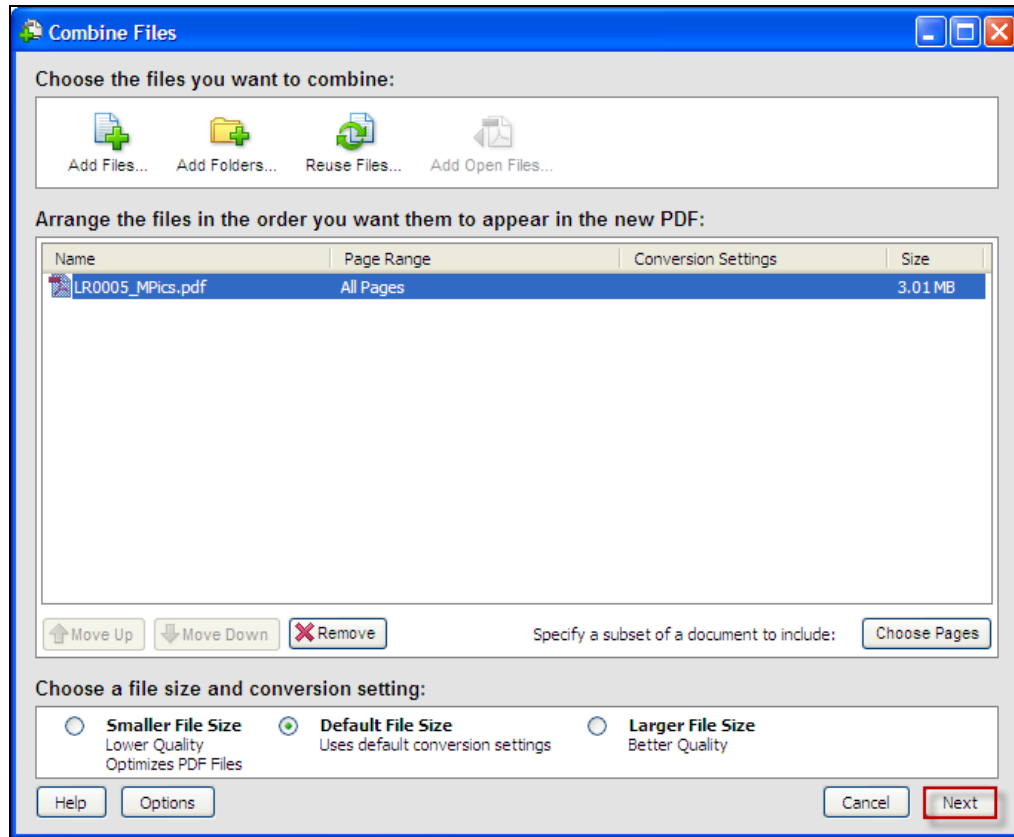 Combine Files
Choose the files you want to combine:
Add Files... Add Folders... Reuse Files... Add Open Files...
Arrange the files in the order you want them to appear in the new PDF:
Name Page Range Conversion Settings Size
LR0005_MPics.pdf All Pages 3.01 MB
Move Up Move Down Remove Specify a subset of a document to include: Choose Pages
Choose a file size and conversion setting:
Smaller File Size Default File Size Larger File Size
Lower Quality Uses default conversion settings Better Quality
Optimizes PDF Files
Help Options Cancel Next